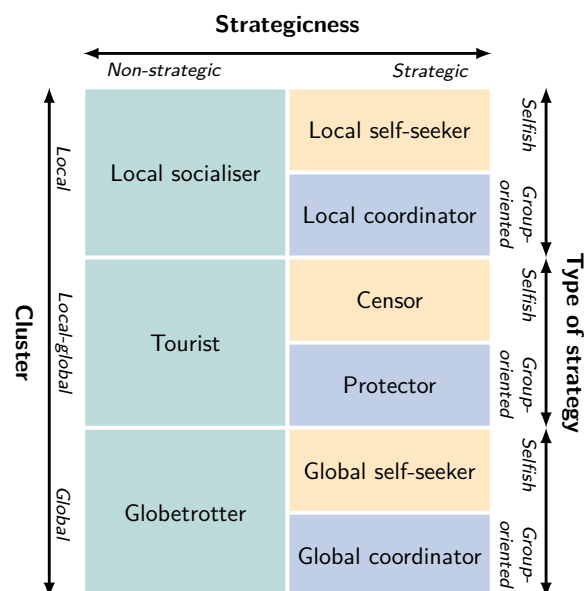 Strategicness
Non-strategic
Strategic
Cluster
Local
Local-global
Global
Local socialiser
Local self-seeker
Local coordinator
Tourist
Censor
Protector
Globetrotter
Global self-seeker
Global coordinator
Selfish
Group-
oriented
Selfish
Group-
oriented
Selfish
Group-
oriented
Type of strategy